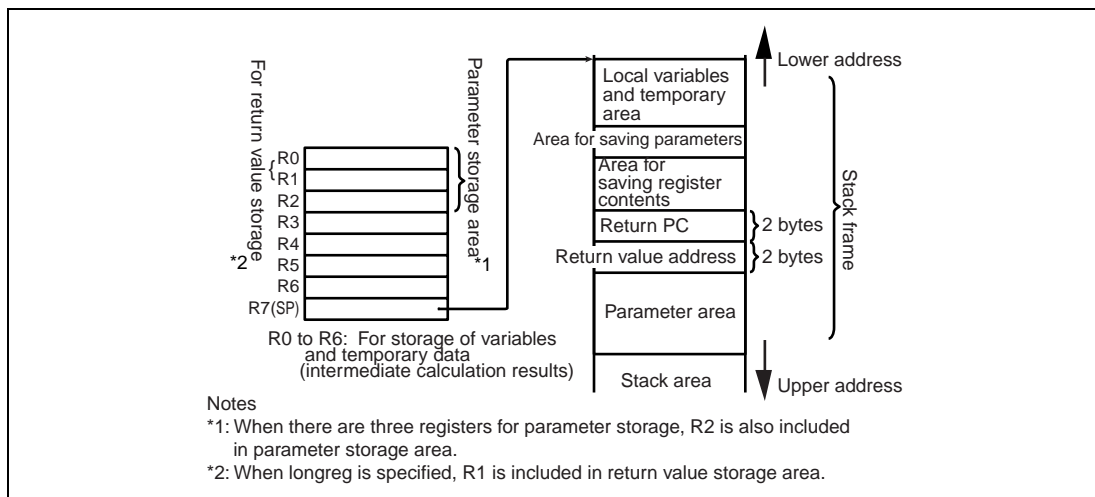 For return value storage
*2
R0
R1
R2
R3
R4
R5
R6
R7(SP)
Parameter storage area
*1
Local variables
and temporary
area
Area for saving parameters
Area for
saving register
contents
Return PC
Return value address
Parameter area
Stack area
2 bytes
2 bytes
Lower address
Stack frame
Upper address
R0 to R6: For storage of variables
and temporary data
(intermediate calculation results)
Notes
*1: When there are three registers for parameter storage, R2 is also included
in parameter storage area.
*2: When longreg is specified, R1 is included in return value storage area.